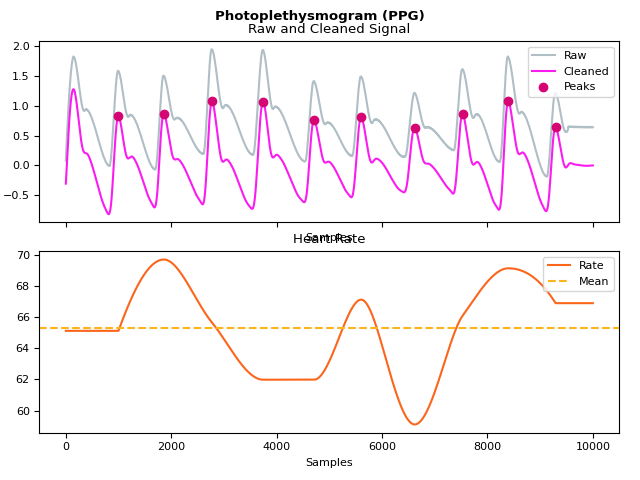 Photoplethysmogram (PPG)
Raw and Cleaned Signal
2.0
1.5
1.0
0.5
0.0
−0.5
Raw
Cleaned
Peaks
Samples
Heart Rate
70
68
66
64
62
60
Rate
Mean
0 2000 4000 6000 8000 10000
Samples